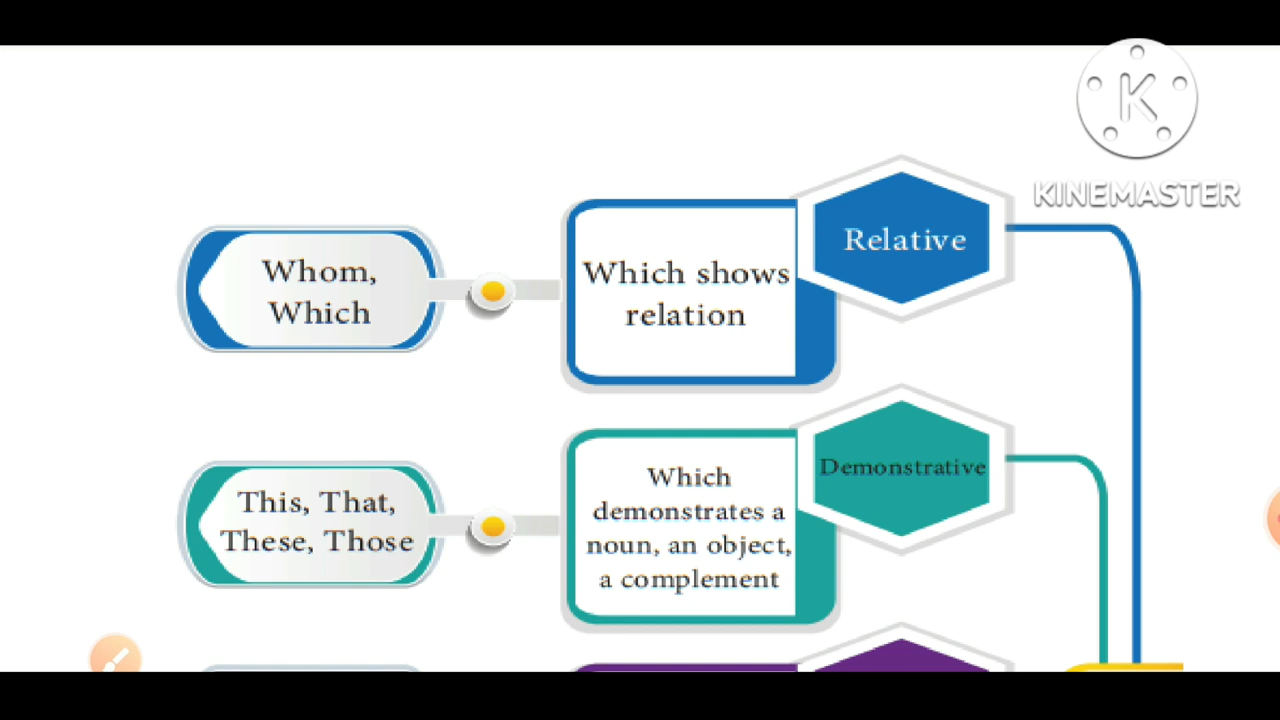 K
KINEMASTER
Whom,
Which
Which shows
relation
Relative
This, That,
These, Those
Which
demonstrates a
noun, an object,
a complement
Demonstrative